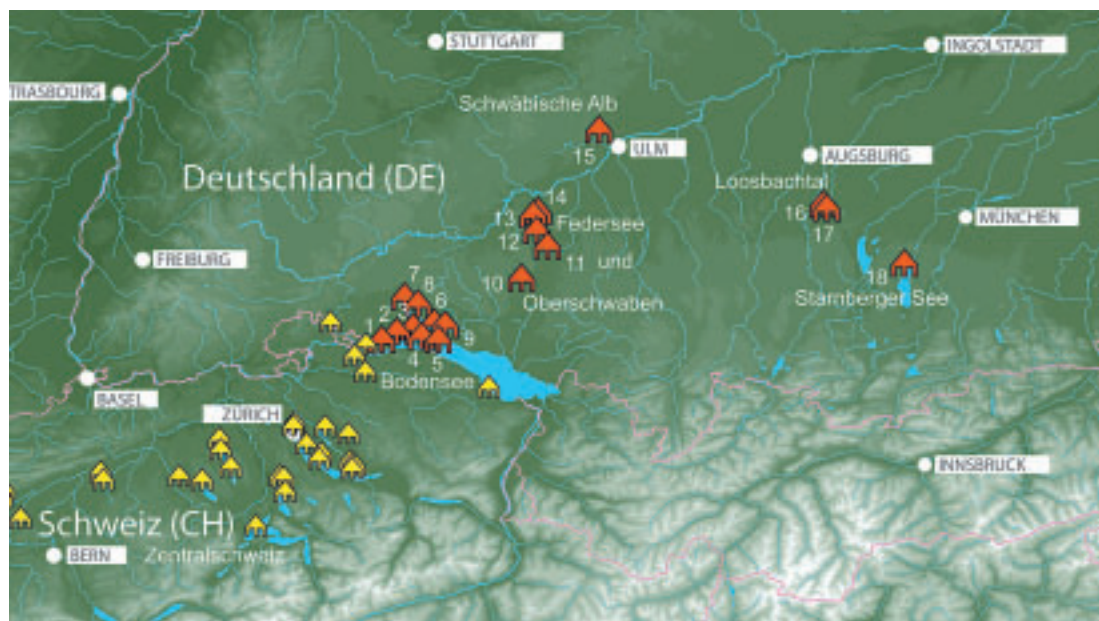 STUTTGART
INGOLSTADT
TRASBOURG
Schwäbische Alb
15
ULM
AUGSBURG
Deutschland (DE)
Loosbachtal
14
13
Federsee
16
17
MÜNCHEN
12
FREIBURG
11 und
10
Oberschwaben
18
Starnberger See
7
8
6
2
3
1
9
4
5
Bodensee
BASEL
ZÜRICH
INNSBRUCK
Schweiz (CH)
BERN
Zentralschweiz